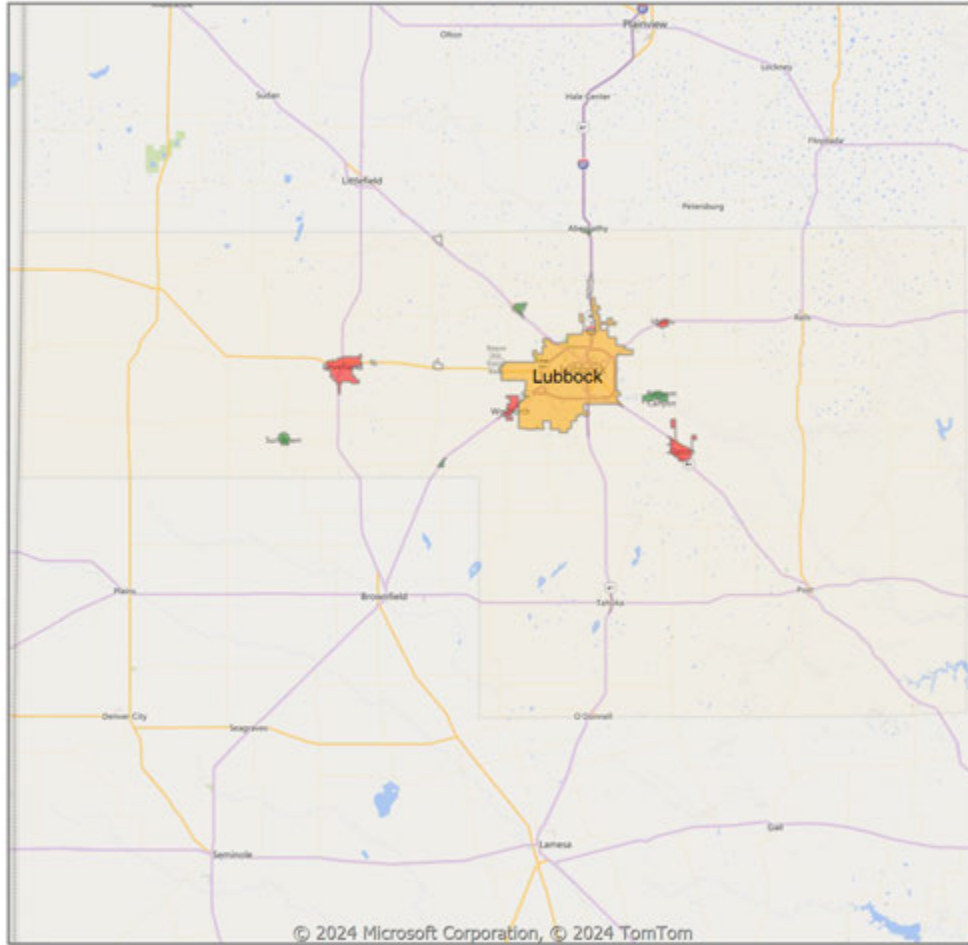 Plainview
Olton
Lockney
Sudan
Hale Center
Floydada
Littlefield
Petersburg
Abernathy
Ralls
Lubbock
Sundown
Plains
Brownfield
Tahoka
Post
Denver City
Seagraves
O'Donnell
Gail
Lamesa
Seminole
© 2024 Microsoft Corporation, © 2024 TomTom